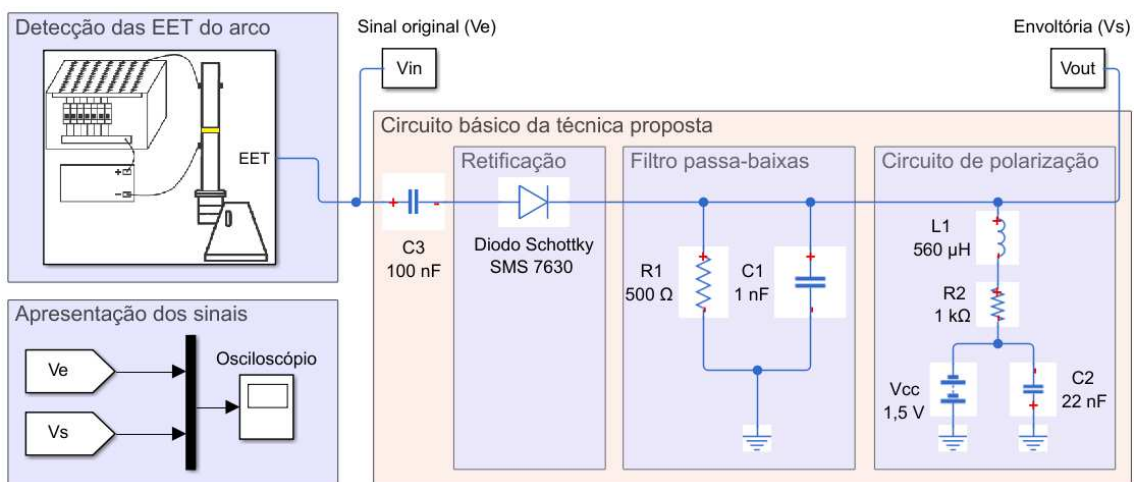 Detecção das EET do arco
EET
+
-
Sinal original (Ve)
Vin
Envoltória (Vs)
Vout
Circuito básico da técnica proposta
Retificação
Filtro passa-baixas
Circuito de polarização
+ -
C3
100 nF
Diodo Schottky
SMS 7630
R1
500 Ω
C1
1 nF
L1
560 µH
R2
1 kΩ
Vcc
1,5 V
C2
22 nF
Apresentação dos sinais
Ve
Vs
Osciloscópio